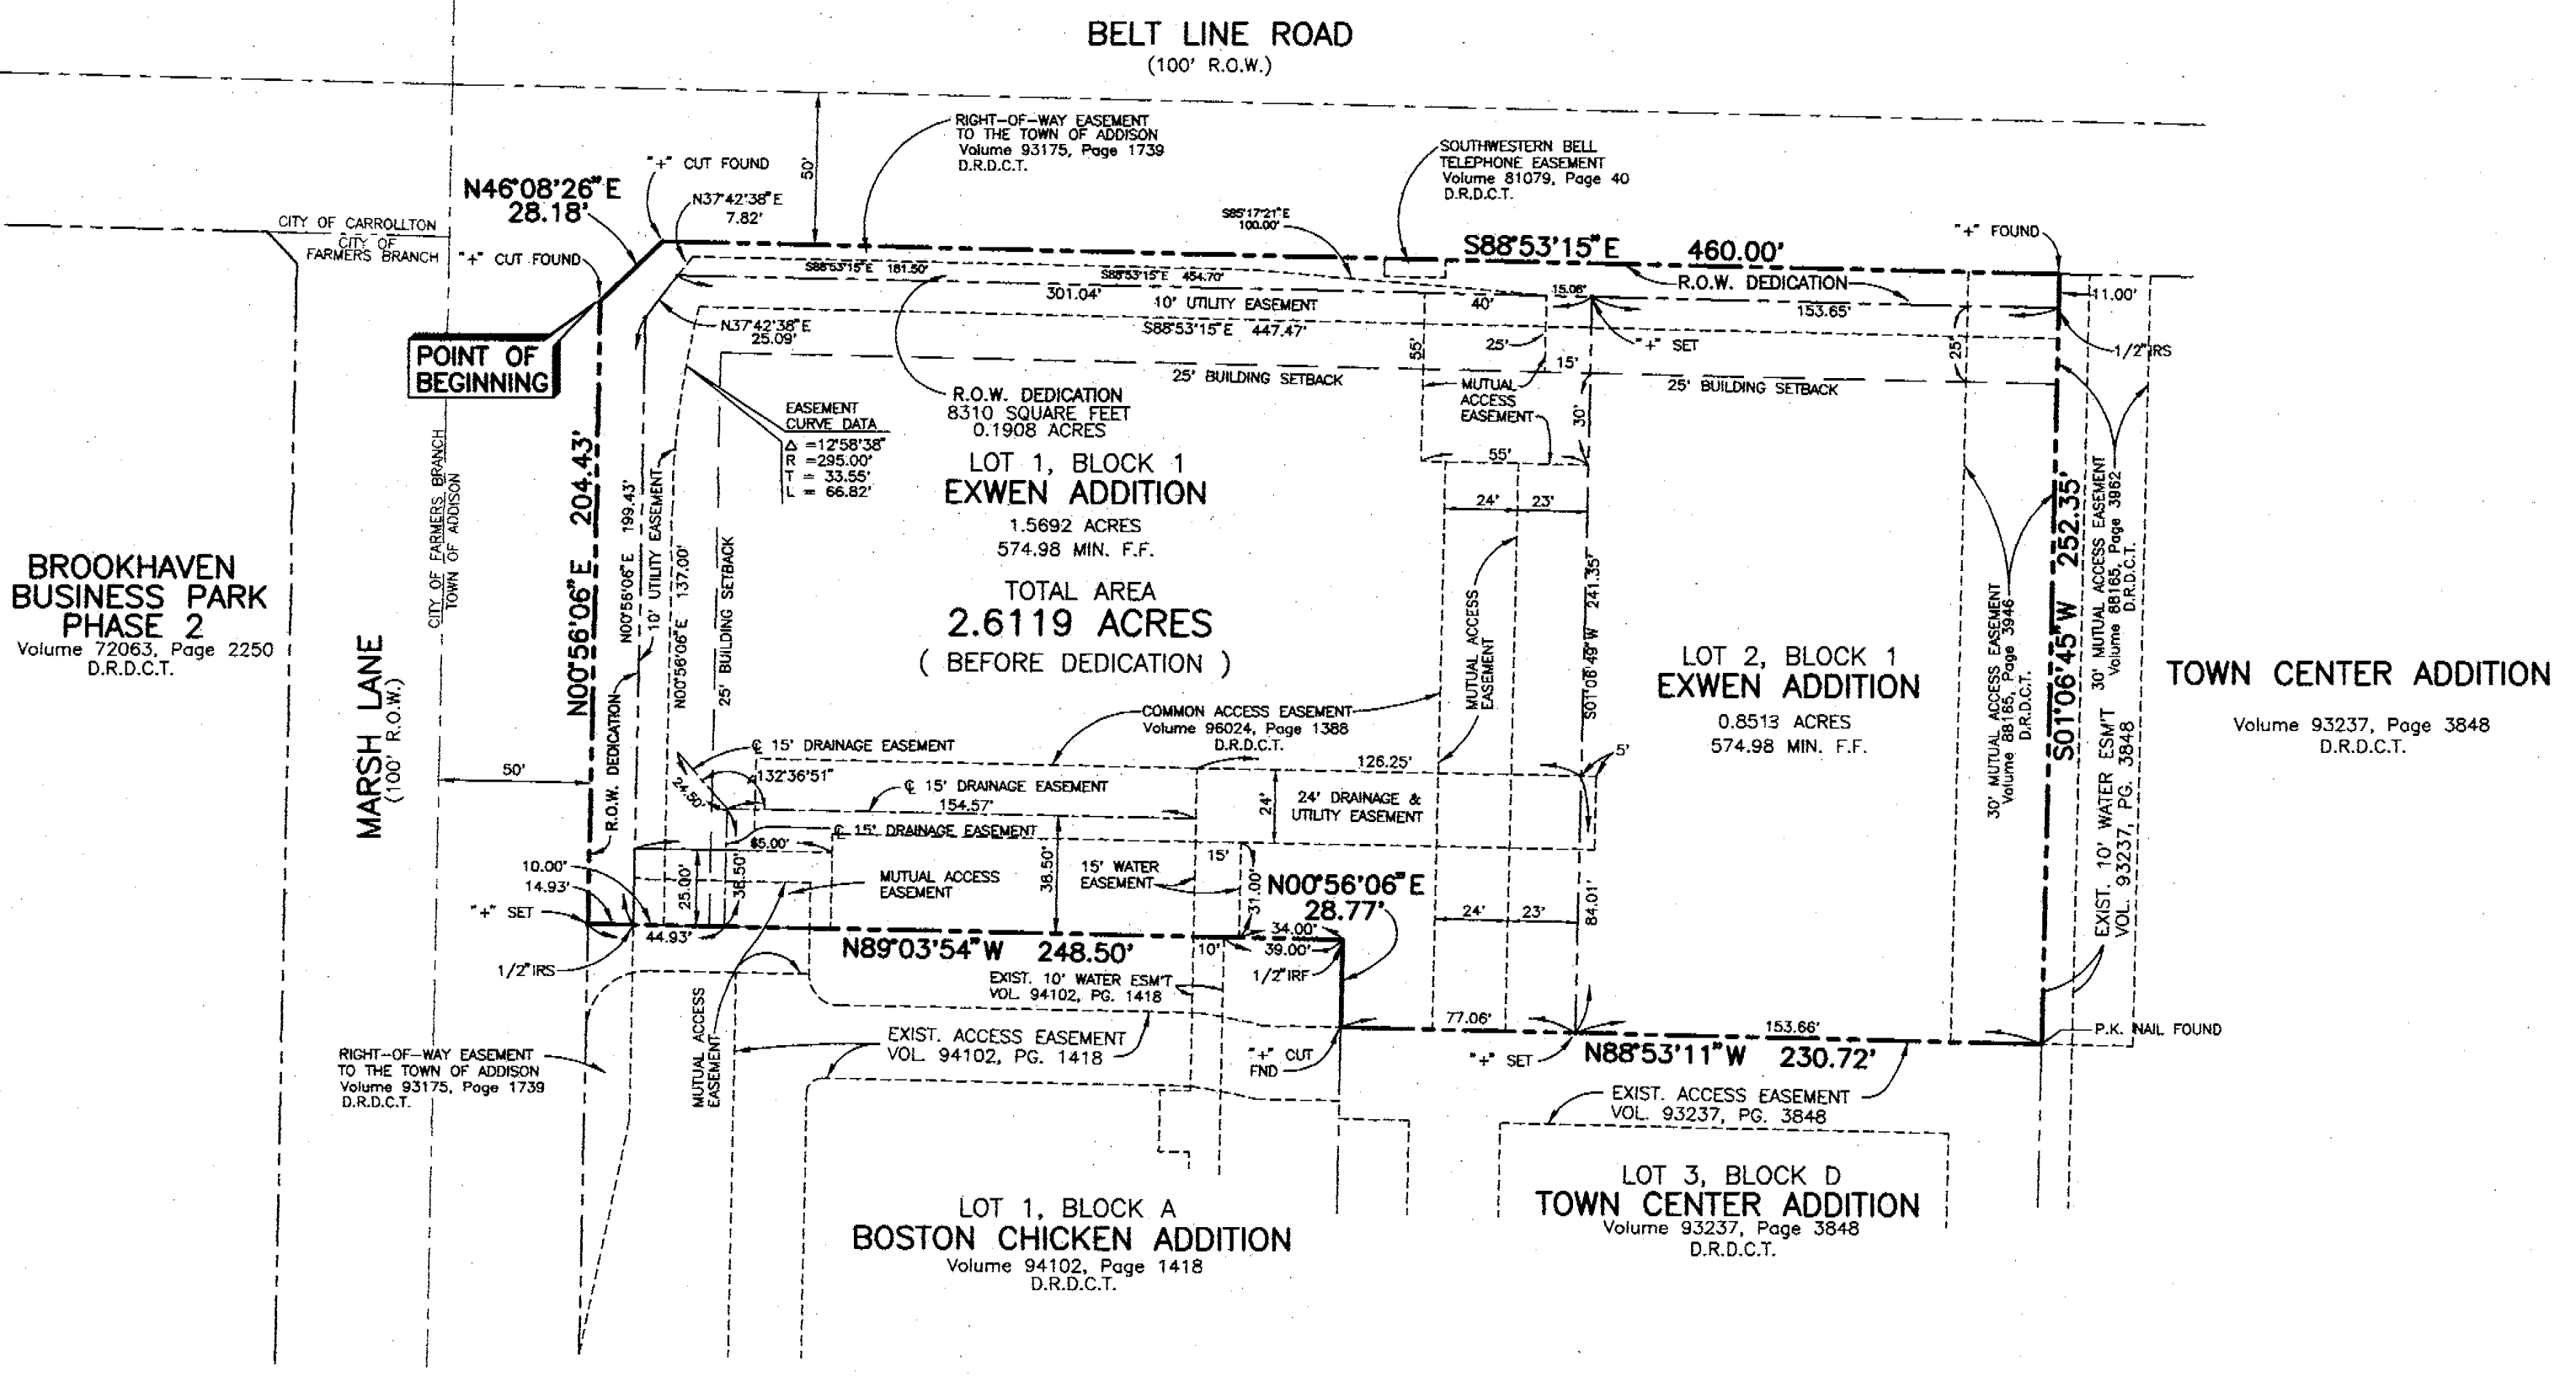 BELT LINE ROAD
(100' R.O.W.)
RIGHT-OF-WAY EASEMENT
TO THE TOWN OF ADDISON
Volume 93175, Page 1739
D.R.D.C.T.
50'
SOUTHWESTERN BELL
TELEPHONE EASEMENT
Volume 81079, Page 40
D.R.D.C.T.
"+" CUT FOUND
N46°08'26"E
28.18'
N37°42'38"E
7.82'
S85°17'21"E
100.00'
"+" FOUND
CITY OF CARROLLTON
CITY OF
FARMERS BRANCH
"+" CUT FOUND
S88°53'15"E 460.00'
S88°53'15"E 181.50'
S88°53'15"E 454.70'
R.O.W. DEDICATION
11.00'
301.04'
10' UTILITY EASEMENT
40'
15.06'
153.65'
N37°42'38"E
25.09'
S88°53'15"E 447.47'
25'
"+" SET
1/2"IRS
55'
15'
25'
POINT OF
BEGINNING
25' BUILDING SETBACK
25' BUILDING SETBACK
MUTUAL
ACCESS
EASEMENT
30'
R.O.W. DEDICATION
8310 SQUARE FEET
0.1908 ACRES
EASEMENT
CURVE DATA
Δ =12°58'38"
R =295.00'
T = 33.55'
L = 66.82'
LOT 1, BLOCK 1
EXWEN ADDITION
1.5692 ACRES
574.98 MIN. F.F.
55'
24'
23'
TOTAL AREA
2.6119 ACRES
( BEFORE DEDICATION )
BROOKHAVEN
BUSINESS PARK
PHASE 2
Volume 72063, Page 2250
D.R.D.C.T.
MARSH LANE
(100' R.O.W.)
CITY OF FARMERS BRANCH
TOWN OF ADDISON
N00°56'06"E 204.43'
R.O.W. DEDICATION
N00°56'06"E 199.43'
10' UTILITY EASEMENT
N00°56'06"E 137.00'
25' BUILDING SETBACK
MUTUAL ACCESS
EASEMENT
S01°06'49"W 241.35'
LOT 2, BLOCK 1
EXWEN ADDITION
0.8513 ACRES
574.98 MIN. F.F.
30' MUTUAL ACCESS EASEMENT
Volume 88165, Page 3946
D.R.D.C.T.
S01°06'45"W 252.35'
30' MUTUAL ACCESS EASEMENT
Volume 88165, Page 3962
D.R.D.C.T.
EXIST. 10' WATER ESM'T
VOL. 93237, PG. 3848
TOWN CENTER ADDITION
Volume 93237, Page 3848
D.R.D.C.T.
COMMON ACCESS EASEMENT
Volume 96024, Page 1388
D.R.D.C.T.
50'
℄ 15' DRAINAGE EASEMENT
132°36'51"
24.50'
126.25'
5'
℄ 15' DRAINAGE EASEMENT
154.57'
24'
24' DRAINAGE &
UTILITY EASEMENT
℄ 15' DRAINAGE EASEMENT
10.00'
14.93'
25.00'
38.50'
MUTUAL ACCESS
EASEMENT
38.50'
15' WATER
EASEMENT
15'
31.00'
N00°56'06"E
28.77'
24'
23'
84.01'
"+" SET
44.93'
1/2"IRS
N89°03'54"W 248.50'
34.00'
10'
39.00'
1/2"IRF
EXIST. 10' WATER ESM'T
VOL. 94102, PG. 1418
MUTUAL ACCESS
EASEMENT
EXIST. ACCESS EASEMENT
VOL. 94102, PG. 1418
77.06'
153.66'
P.K. NAIL FOUND
"+" CUT
FND
"+" SET
N88°53'11"W 230.72'
RIGHT-OF-WAY EASEMENT
TO THE TOWN OF ADDISON
Volume 93175, Page 1739
D.R.D.C.T.
EXIST. ACCESS EASEMENT
VOL. 93237, PG. 3848
LOT 1, BLOCK A
BOSTON CHICKEN ADDITION
Volume 94102, Page 1418
D.R.D.C.T.
LOT 3, BLOCK D
TOWN CENTER ADDITION
Volume 93237, Page 3848
D.R.D.C.T.